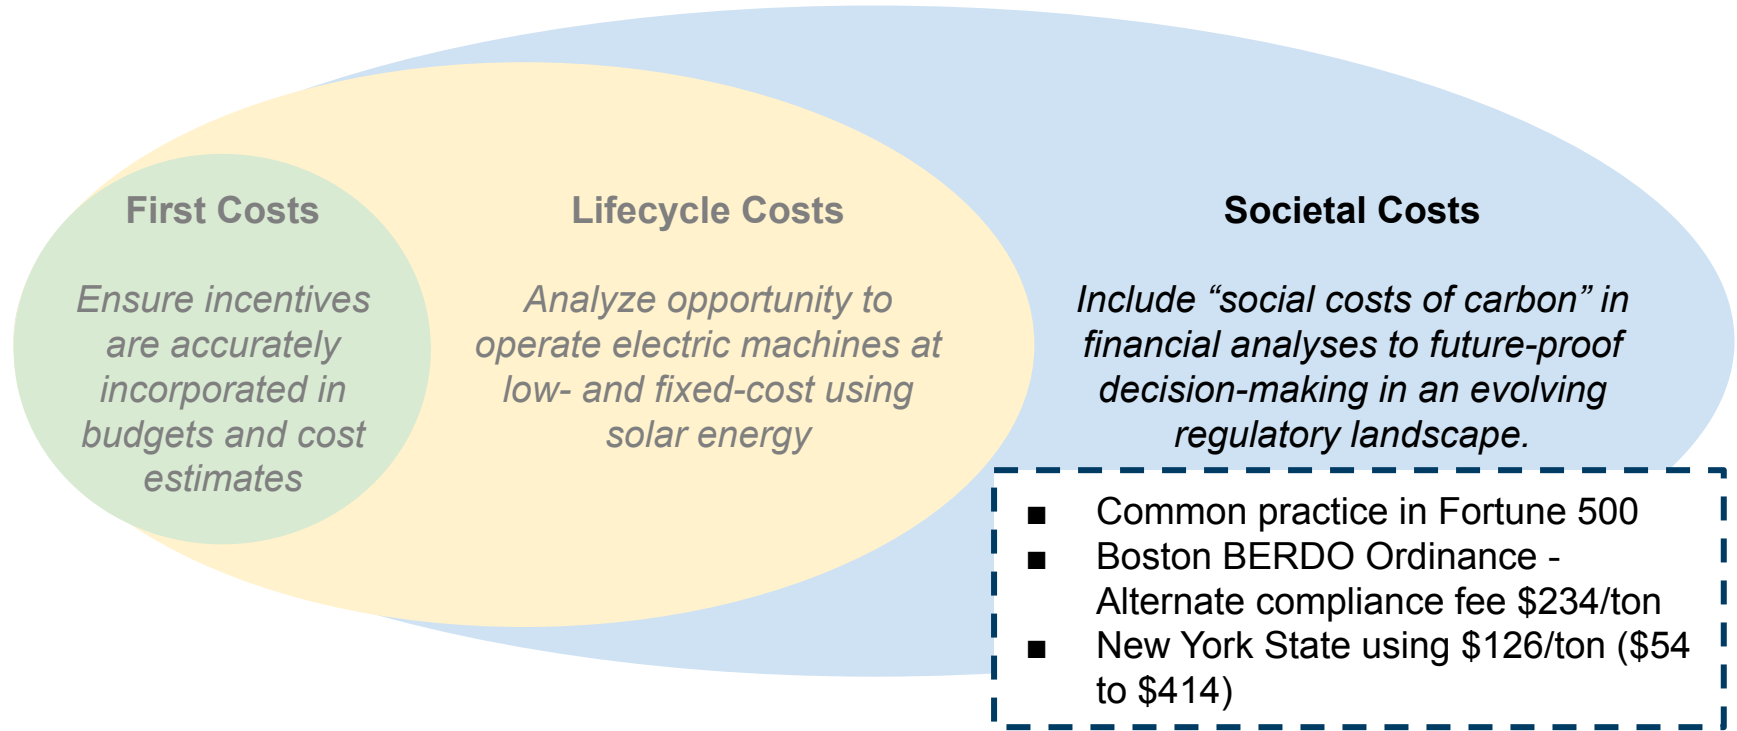 First Costs
Ensure incentives
are accurately
incorporated in
budgets and cost
estimates
Lifecycle Costs
Analyze opportunity to
operate electric machines at
low- and fixed-cost using
solar energy
Societal Costs
Include “social costs of carbon” in
financial analyses to future-proof
decision-making in an evolving
regulatory landscape.
■ Common practice in Fortune 500
■ Boston BERDO Ordinance -
Alternate compliance fee $234/ton
■ New York State using $126/ton ($54
to $414)